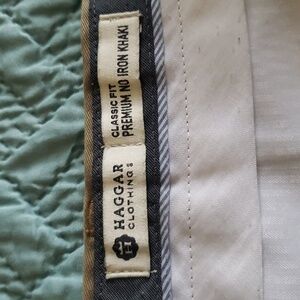 CLASSIC FIT
PREMIUM NO IRON KHAKI
H
HAGGAR
CLOTHING